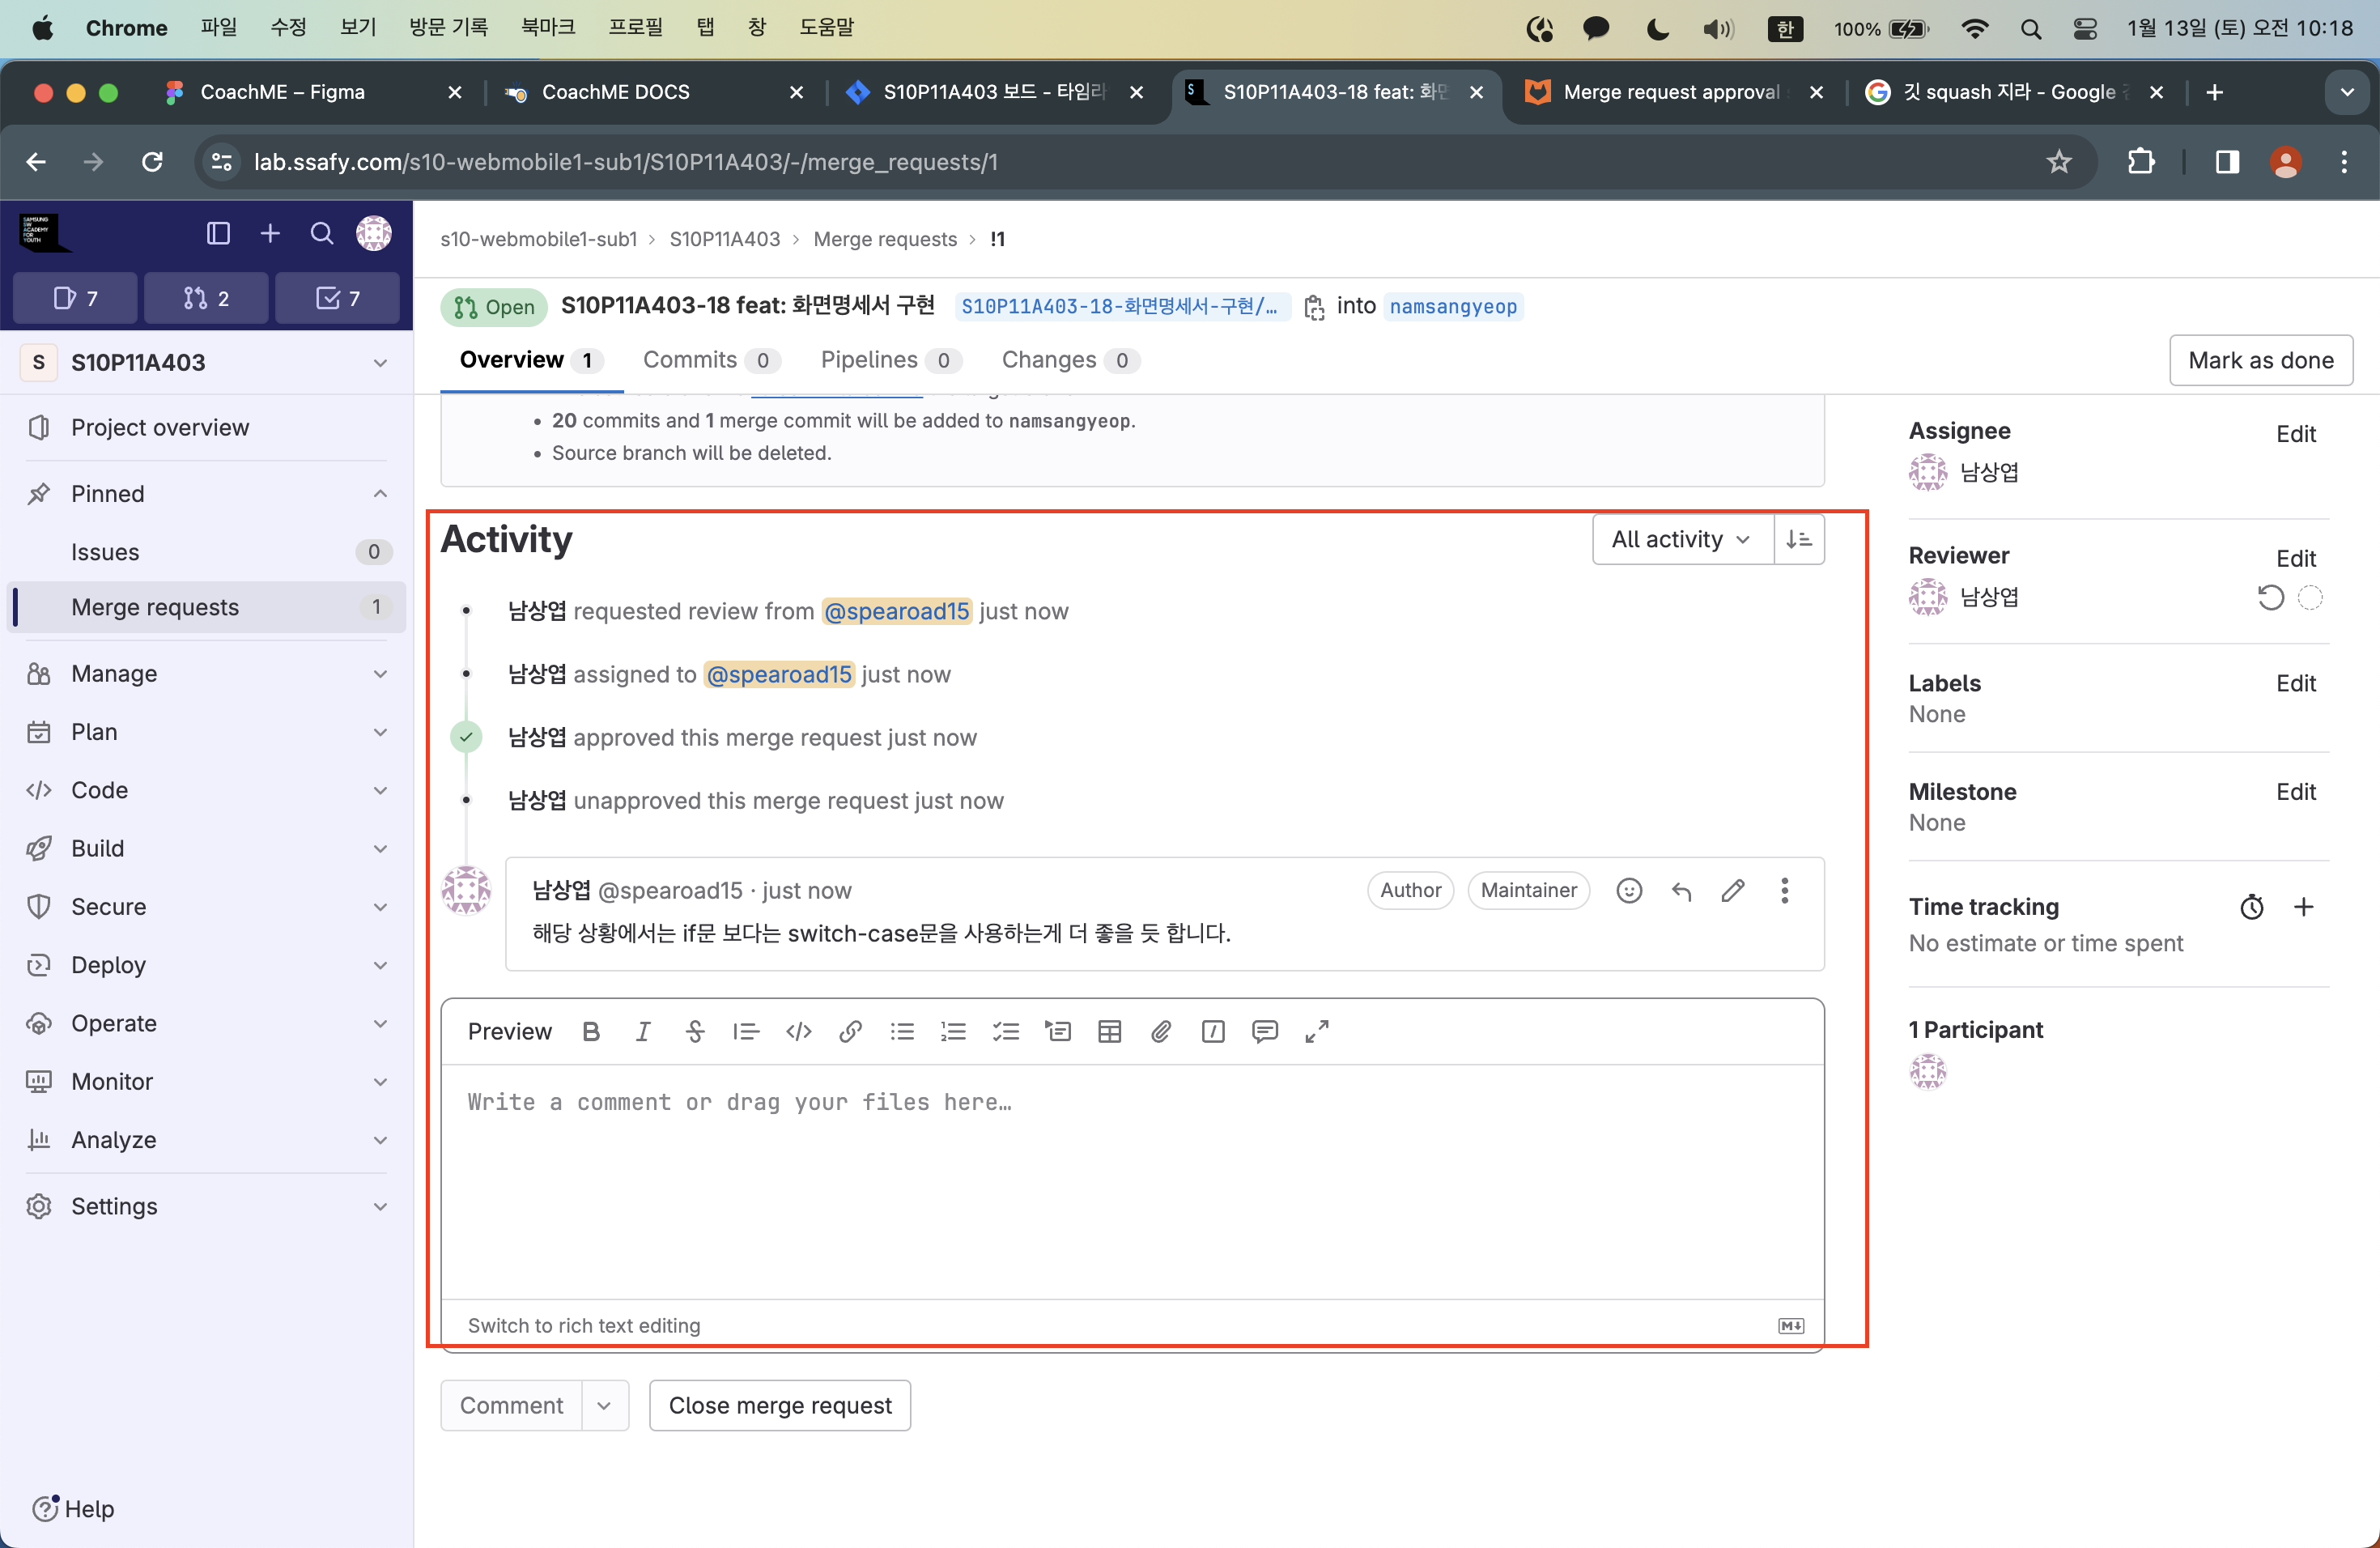 Chrome 파일 수정 보기 방문 기록 북마크 프로필 탭 창 도움말 한 100% 1월 13일 (토) 오전 10:18
CoachME – Figma CoachME DOCS S10P11A403 보드 - 타임라 S10P11A403-18 feat: 화면 Merge request approval 깃 squash 지라 - Google
lab.ssafy.com/s10-webmobile1-sub1/S10P11A403/-/merge_requests/1
SAMSUNG
SW
ACADEMY
FOR
YOUTH
7 2 7
S S10P11A403
Project overview
Pinned
Issues 0
Merge requests 1
Manage
Plan
Code
Build
Secure
Deploy
Operate
Monitor
Analyze
Settings
Help
s10-webmobile1-sub1 › S10P11A403 › Merge requests › !1
Open S10P11A403-18 feat: 화면명세서 구현 S10P11A403-18-화면명세서-구현/… into namsangyeop
Overview 1 Commits 0 Pipelines 0 Changes 0 Mark as done
• 20 commits and 1 merge commit will be added to namsangyeop.
• Source branch will be deleted.
Activity All activity
남상엽 requested review from @spearoad15 just now
남상엽 assigned to @spearoad15 just now
남상엽 approved this merge request just now
남상엽 unapproved this merge request just now
남상엽 @spearoad15 · just now Author Maintainer
해당 상황에서는 if문 보다는 switch-case문을 사용하는게 더 좋을 듯 합니다.
Preview
Write a comment or drag your files here…
Switch to rich text editing
Comment Close merge request
Assignee Edit
남상엽
Reviewer Edit
남상엽
Labels Edit
None
Milestone Edit
None
Time tracking
No estimate or time spent
1 Participant